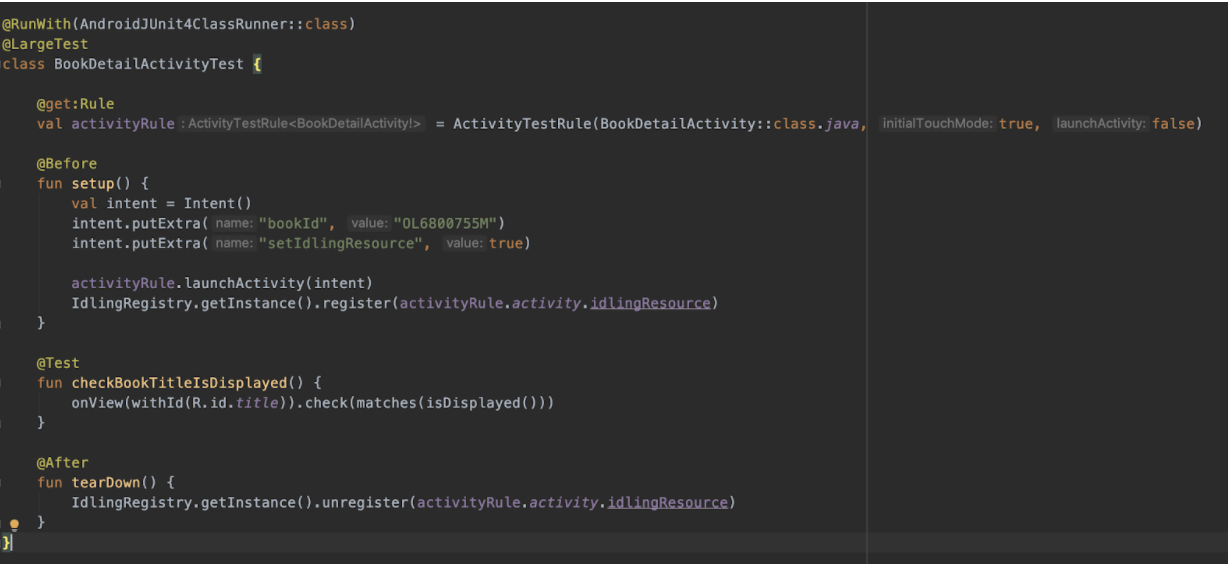 @RunWith(AndroidJUnit4ClassRunner::class)
@LargeTest
class BookDetailActivityTest {
@get:Rule
val activityRule : ActivityTestRule<BookDetailActivity!> = ActivityTestRule(BookDetailActivity::class.java, initialTouchMode: true, launchActivity: false)
@Before
fun setup() {
val intent = Intent()
intent.putExtra( name: "bookId", value: "OL6800755M")
intent.putExtra( name: "setIdlingResource", value: true)
activityRule.launchActivity(intent)
IdlingRegistry.getInstance().register(activityRule.activity.idlingResource)
}
@Test
fun checkBookTitleIsDisplayed() {
onView(withId(R.id.title)).check(matches(isDisplayed()))
}
@After
fun tearDown() {
IdlingRegistry.getInstance().unregister(activityRule.activity.idlingResource)
}
}